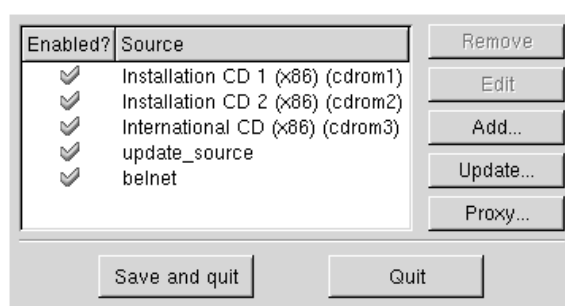 Enabled? Source
Installation CD 1 (x86) (cdrom1)
Installation CD 2 (x86) (cdrom2)
International CD (x86) (cdrom3)
update_source
belnet
Remove
Edit
Add...
Update...
Proxy...
Save and quit
Quit